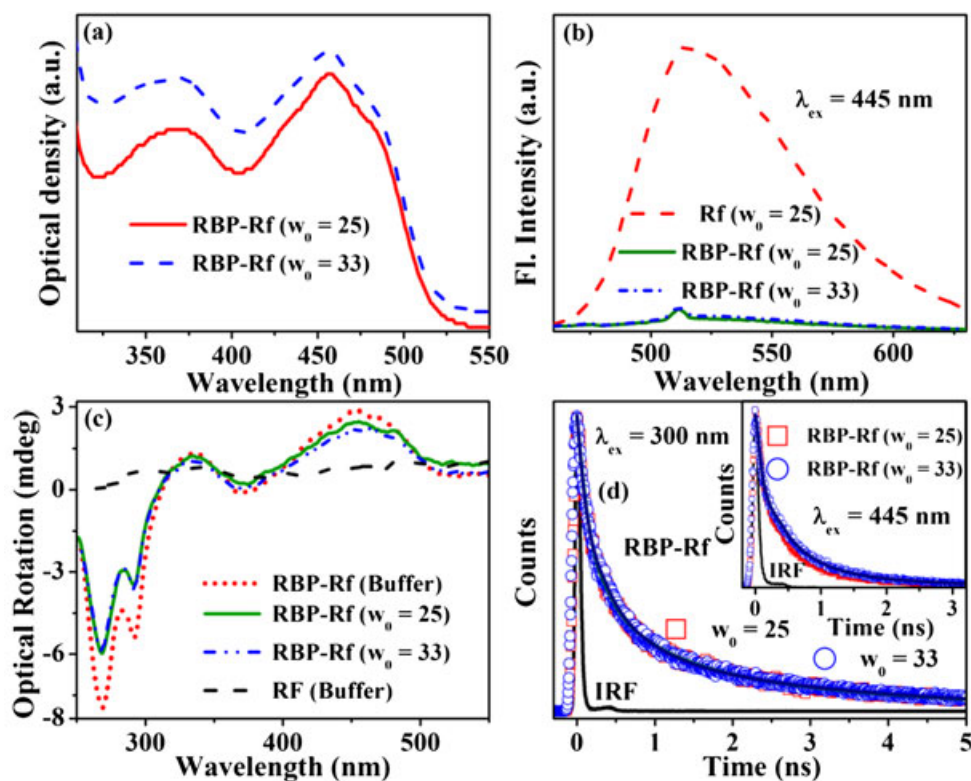 (a)
Optical density (a.u.)
RBP-Rf (w0 = 25)
RBP-Rf (w0 = 33)
350 400 450 500 550
Wavelength (nm)
(b)
Fl. Intensity (a.u.)
λex = 445 nm
Rf (w0 = 25)
RBP-Rf (w0 = 25)
RBP-Rf (w0 = 33)
500 550 600
Wavelength (nm)
(c)
Optical Rotation (mdeg)
3
0
-3
-6
-8
RBP-Rf (Buffer)
RBP-Rf (w0 = 25)
RBP-Rf (w0 = 33)
RF (Buffer)
300 400 500
Wavelength (nm)
Counts
λex = 300 nm
(d)
RBP-Rf
w0 = 25
w0 = 33
IRF
0 1 2 3 4 5
Time (ns)
Counts
RBP-Rf (w0 = 25)
RBP-Rf (w0 = 33)
λex = 445 nm
IRF
0 1 2 3
Time (ns)